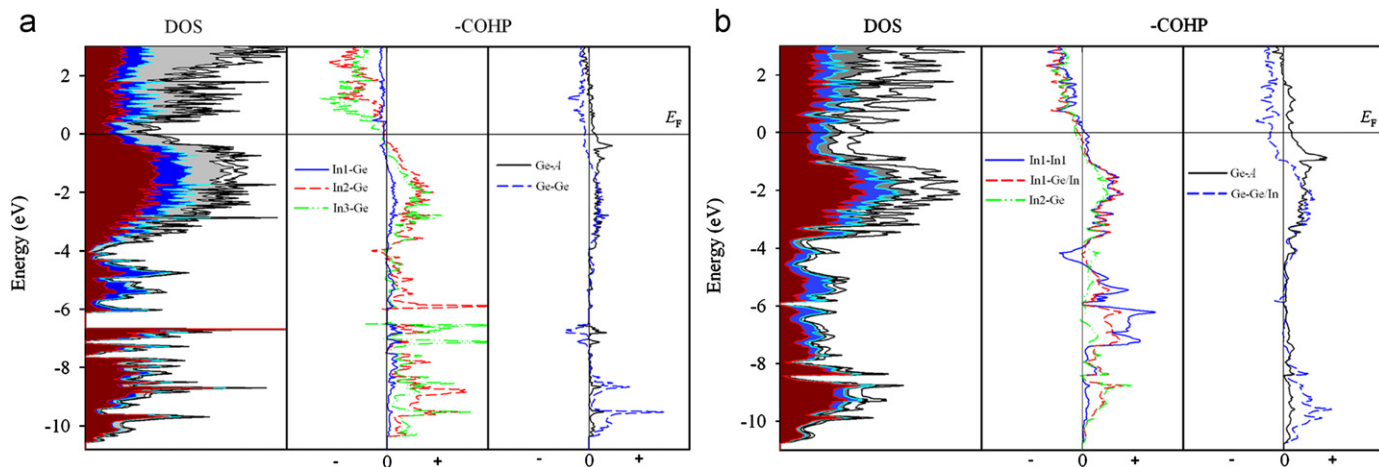 a
DOS
-COHP
Energy (eV)
2
0
-2
-4
-6
-8
-10
In1-Ge
In2-Ge
In3-Ge
Ge-A
Ge-Ge
E_F
- 0 +
- 0 +
b
DOS
-COHP
Energy (eV)
2
0
-2
-4
-6
-8
-10
In1-In1
In1-Ge/In
In2-Ge
Ge-A
Ge-Ge/In
E_F
- 0 +
- 0 +